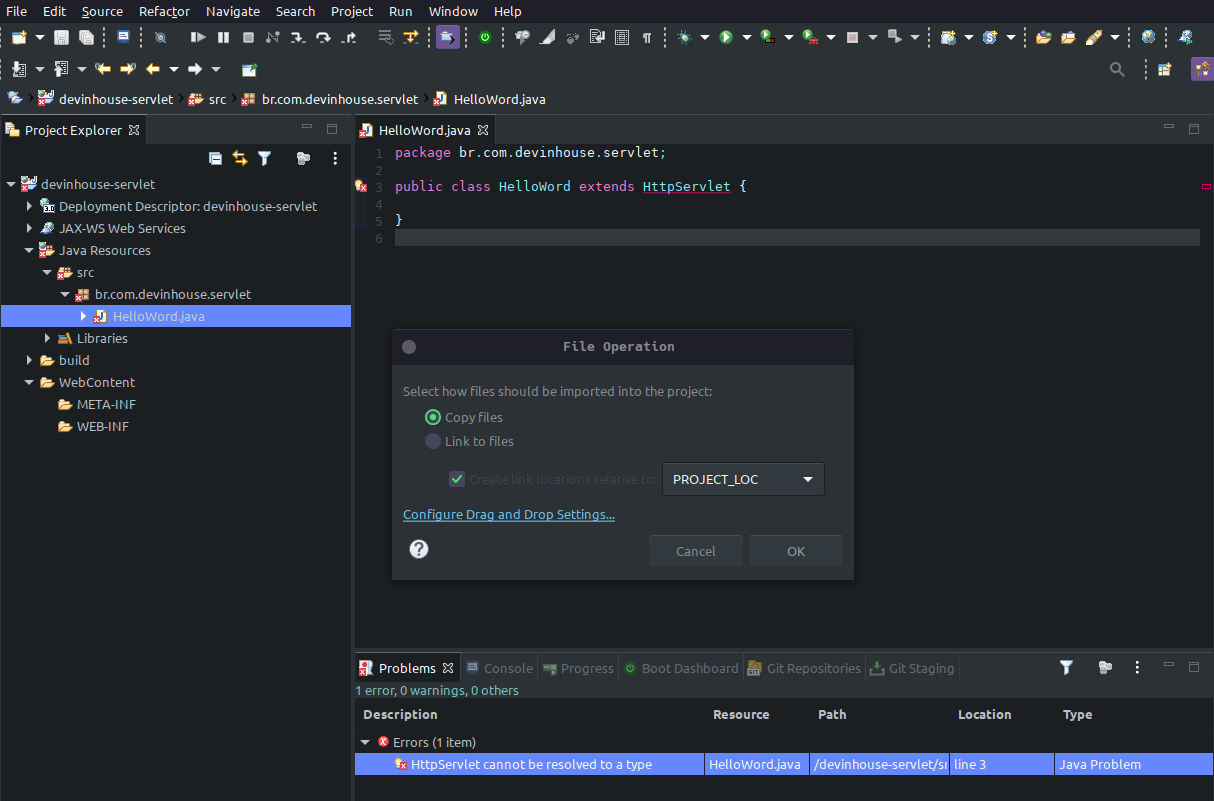 File Edit Source Refactor Navigate Search Project Run Window Help
devinhouse-servlet src br.com.devinhouse.servlet HelloWord.java
Project Explorer
devinhouse-servlet
3.0 Deployment Descriptor: devinhouse-servlet
JAX-WS Web Services
Java Resources
src
br.com.devinhouse.servlet
HelloWord.java
Libraries
build
WebContent
META-INF
WEB-INF
HelloWord.java
1 package br.com.devinhouse.servlet;
2
3 public class HelloWord extends HttpServlet {
4
5 }
6
File Operation
Select how files should be imported into the project:
Copy files
Link to files
Create link locations relative to: PROJECT_LOC
Configure Drag and Drop Settings...
? Cancel OK
Problems Console Progress Boot Dashboard Git Repositories Git Staging
1 error, 0 warnings, 0 others
Description Resource Path Location Type
Errors (1 item)
HttpServlet cannot be resolved to a type HelloWord.java /devinhouse-servlet/sr line 3 Java Problem